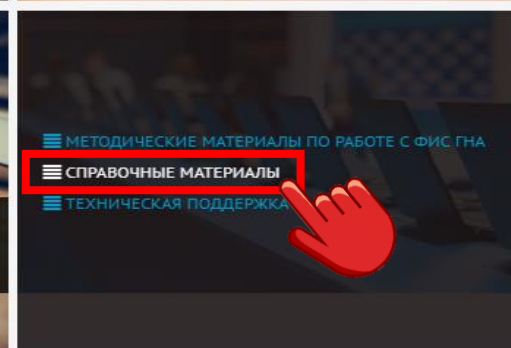 МЕТОДИЧЕСКИЕ МАТЕРИАЛЫ ПО РАБОТЕ С ФИС ГНА
СПРАВОЧНЫЕ МАТЕРИАЛЫ
ТЕХНИЧЕСКАЯ ПОДДЕРЖКА